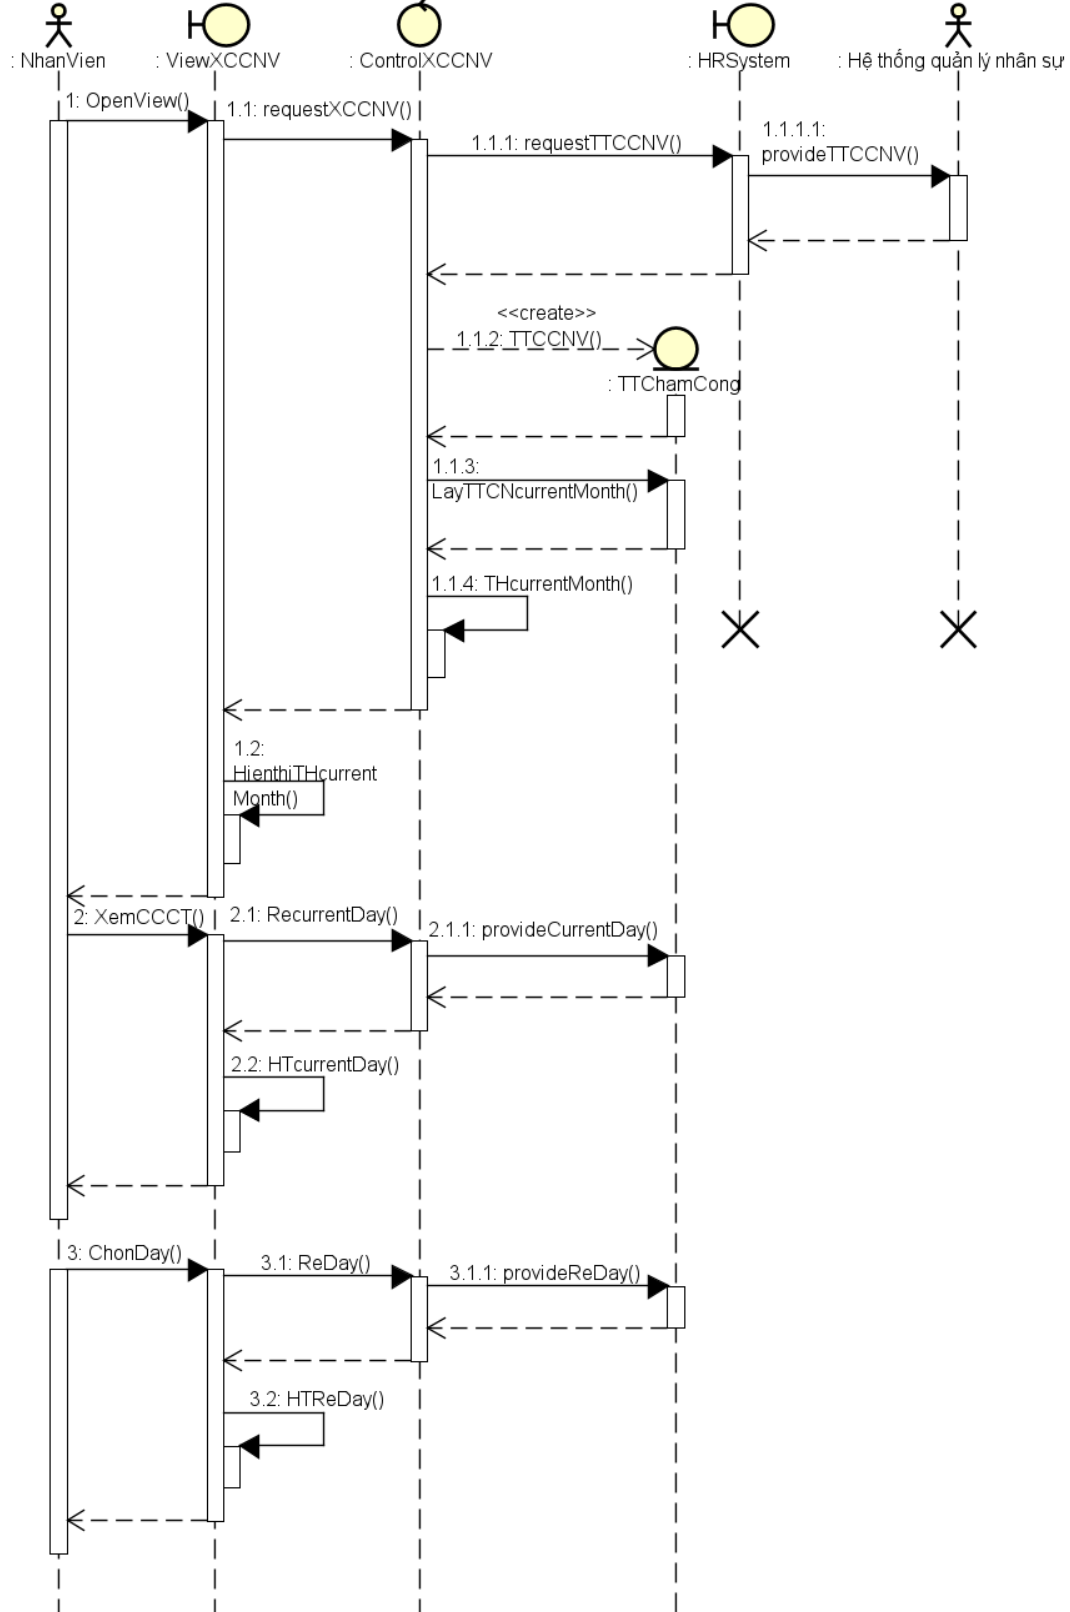 : NhanVien
: ViewXCCNV
: ControlXCCNV
: HRSystem
: Hệ thống quản lý nhân sự
1: OpenView()
1.1: requestXCCNV()
1.1.1: requestTTCCNV()
1.1.1.1:
provideTTCCNV()
<<create>>
1.1.2: TTCCNV()
: TTChamCong
1.1.3:
LayTTCNcurrentMonth()
1.1.4: THcurrentMonth()
1.2:
HienthiTHcurrent
Month()
2: XemCCCT()
2.1: RecurrentDay()
2.1.1: provideCurrentDay()
2.2: HTcurrentDay()
3: ChonDay()
3.1: ReDay()
3.1.1: provideReDay()
3.2: HTReDay()